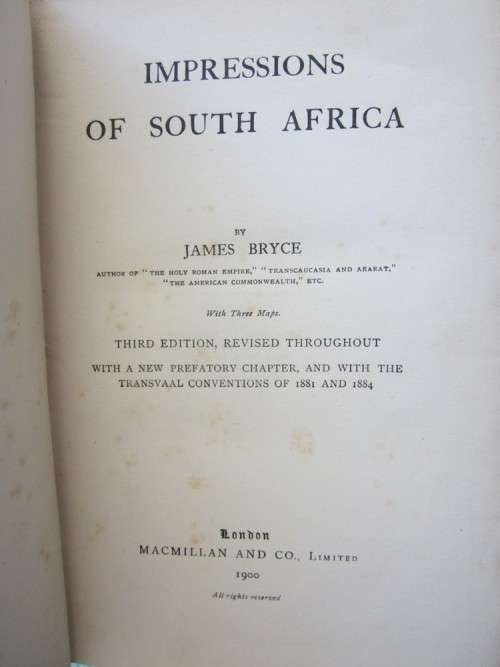 IMPRESSIONS
OF SOUTH AFRICA
BY
JAMES BRYCE
AUTHOR OF "THE HOLY ROMAN EMPIRE," "TRANSCAUCASIA AND ARARAT,"
"THE AMERICAN COMMONWEALTH," ETC.
With Three Maps.
THIRD EDITION, REVISED THROUGHOUT
WITH A NEW PREFATORY CHAPTER, AND WITH THE
TRANSVAAL CONVENTIONS OF 1881 AND 1884
London
MACMILLAN AND CO., LIMITED
1900
All rights reserved